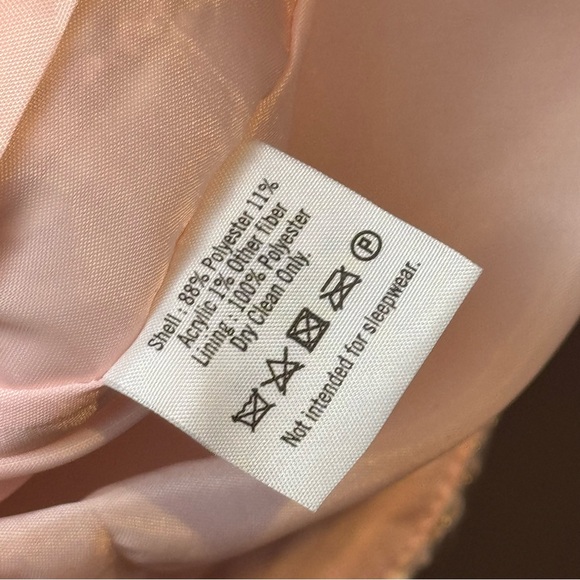 Shell : 88% Polyester 11%
Acrylic 1% Other fiber
Lining : 100% Polyester
Dry Clean Only.
P
Not intended for sleepwear.